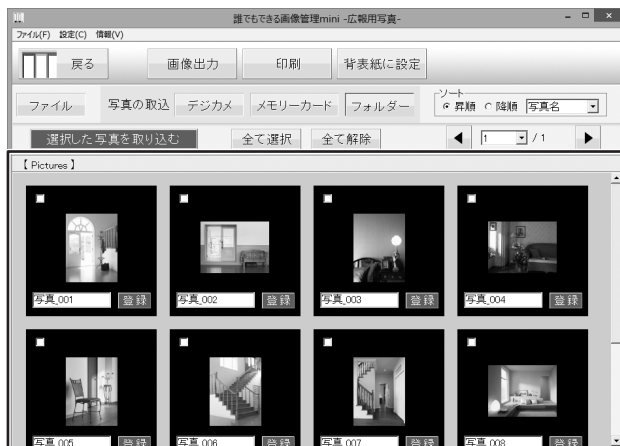 誰でもできる画像管理mini -広報用写真-
ファイル(F) 設定(C) 情報(V)
戻る 画像出力 印刷 背表紙に設定
ファイル 写真の取込 デジカメ メモリーカード フォルダー
ソート
昇順 降順 写真名
選択した写真を取り込む 全て選択 全て解除 1 / 1
【 Pictures 】
写真_001 登録 写真_002 登録 写真_003 登録 写真_004 登録
写真_005 登録 写真_006 登録 写真_007 登録 写真_008 登録